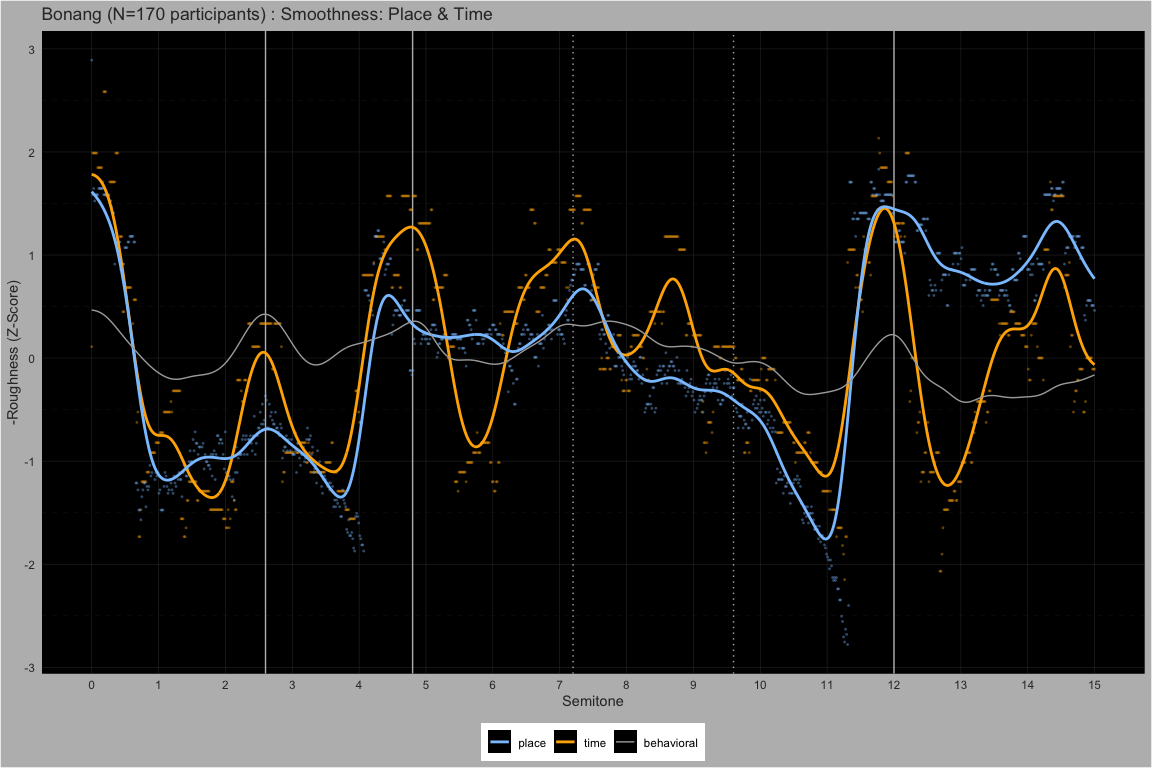 Bonang (N=170 participants) : Smoothness: Place & Time
-Roughness (Z-Score)
3
2
1
0
-1
-2
-3
0 1 2 3 4 5 6 7 8 9 10 11 12 13 14 15
Semitone
place time behavioral